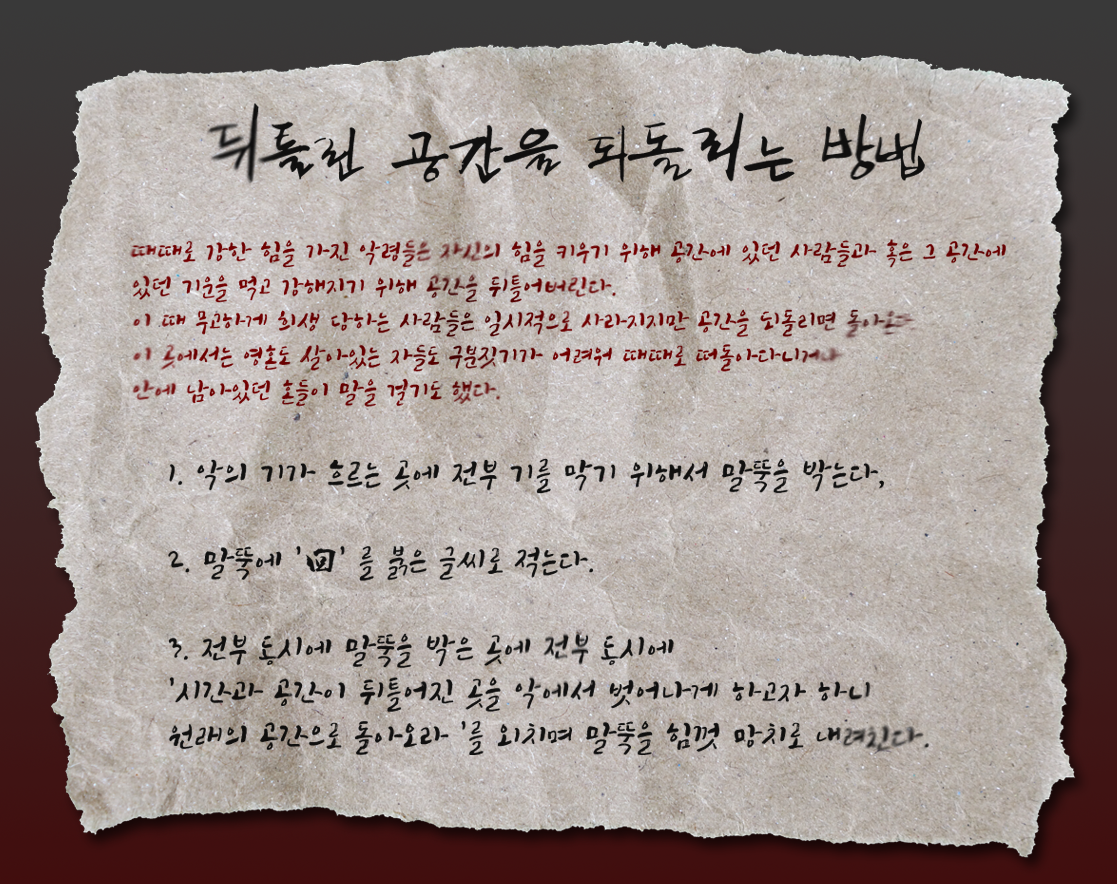 뒤틀린 공간을 되돌리는 방법
때때로 강한 힘을 가진 악령들은 자신의 힘을 키우기 위해 공간에 있던 사람들과 혹은 그 공간에
있던 기운을 먹고 강해지기 위해 공간을 뒤틀어버린다.
이 때 무고하게 희생 당하는 사람들은 일시적으로 사라지지만 공간을 되돌리면 돌아온다
이 곳에서는 영혼도 살아있는 자들도 구분짓기가 어려워 때때로 떠돌아다니거나
안에 남아있던 혼들이 말을 걸기도 했다.
1. 악의 기가 흐르는 곳에 전부 기를 막기 위해서 말뚝을 박는다,
2. 말뚝에 '回' 를 붉은 글씨로 적는다.
3. 전부 동시에 말뚝을 박은 곳에 전부 동시에
'시간과 공간이 뒤틀어진 곳을 악에서 벗어나게 하고자 하니
원래의 공간으로 돌아오라 '를 외치며 말뚝을 힘껏 망치로 내려친다.